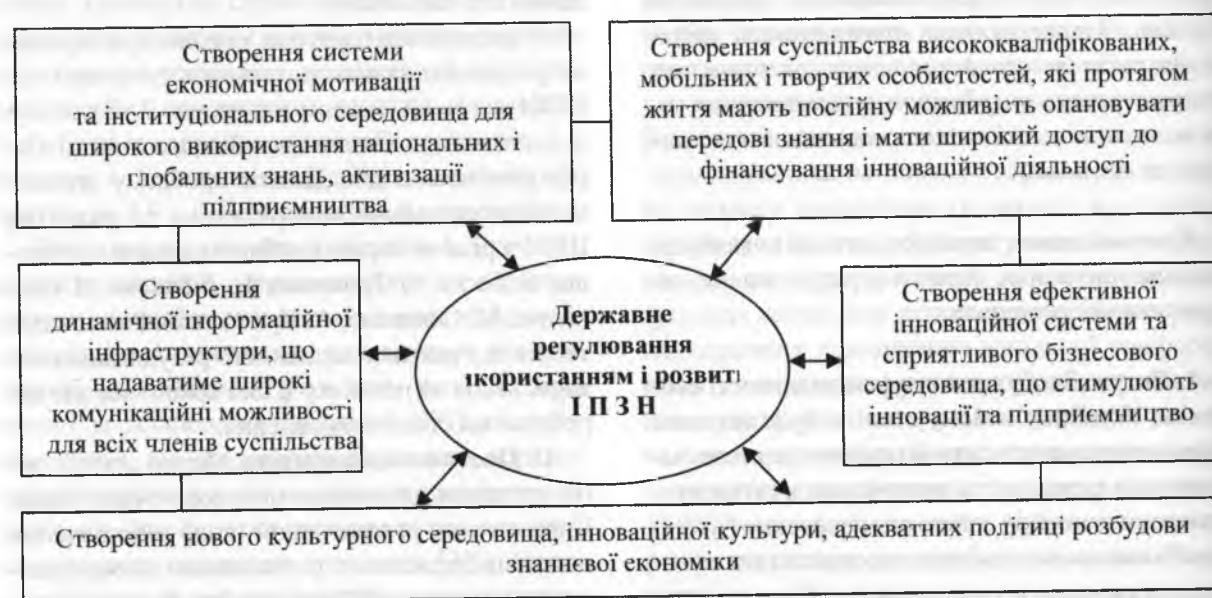 Створення системи
економічної мотивації
та інституціонального середовища для
широкого використання національних і
глобальних знань, активізації
підприємництва
Створення суспільства висококваліфікованих,
мобільних і творчих особистостей, які протягом
життя мають постійну можливість опановувати
передові знання і мати широкий доступ до
фінансування інноваційної діяльності
Створення
динамічної інформаційної
інфраструктури, що
надаватиме широкі
комунікаційні можливості
для всіх членів суспільства
Державне
регулювання
користанням і розвит
І П З Н
Створення ефективної
інноваційної системи та
сприятливого бізнесового
середовища, що стимулюють
інновації та підприємництво
Створення нового культурного середовища, інноваційної культури, адекватних політиці розбудови
знаннєвої економіки